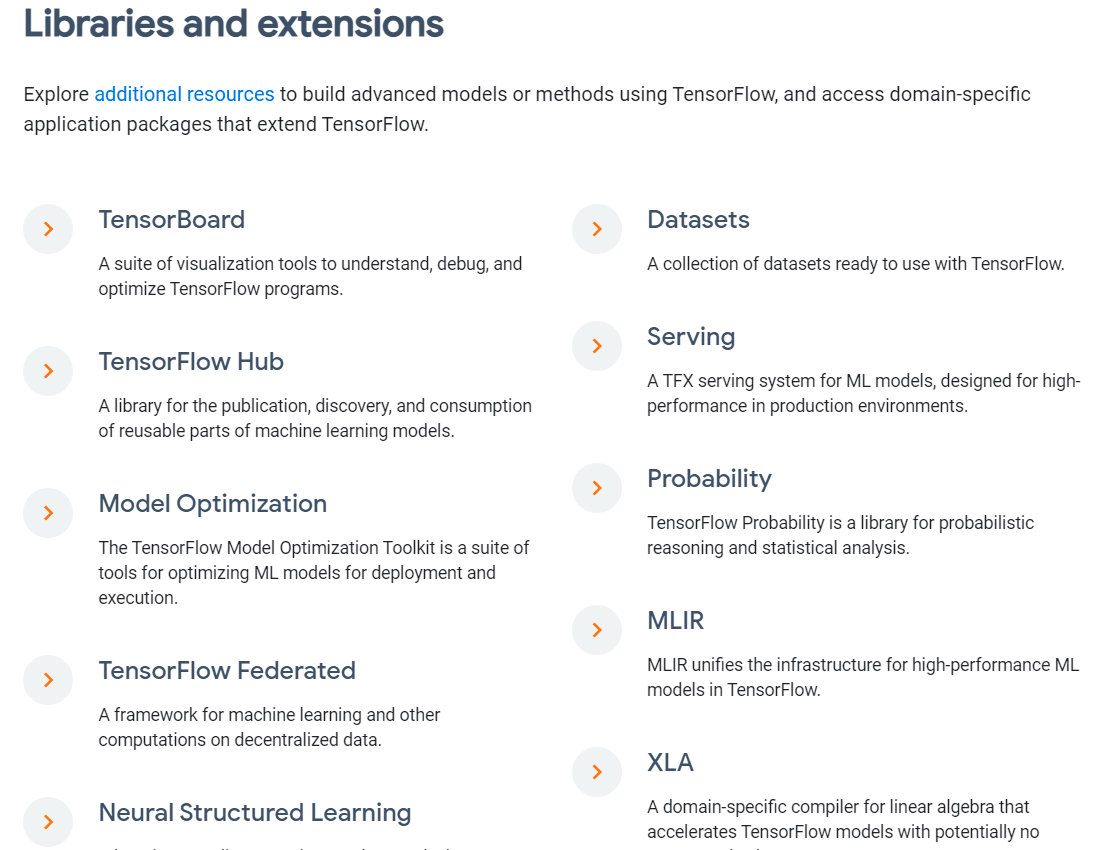 Libraries and extensions
Explore additional resources to build advanced models or methods using TensorFlow, and access domain-specific
application packages that extend TensorFlow.
TensorBoard
A suite of visualization tools to understand, debug, and
optimize TensorFlow programs.
TensorFlow Hub
A library for the publication, discovery, and consumption
of reusable parts of machine learning models.
Model Optimization
The TensorFlow Model Optimization Toolkit is a suite of
tools for optimizing ML models for deployment and
execution.
TensorFlow Federated
A framework for machine learning and other
computations on decentralized data.
Neural Structured Learning
Datasets
A collection of datasets ready to use with TensorFlow.
Serving
A TFX serving system for ML models, designed for high-
performance in production environments.
Probability
TensorFlow Probability is a library for probabilistic
reasoning and statistical analysis.
MLIR
MLIR unifies the infrastructure for high-performance ML
models in TensorFlow.
XLA
A domain-specific compiler for linear algebra that
accelerates TensorFlow models with potentially no